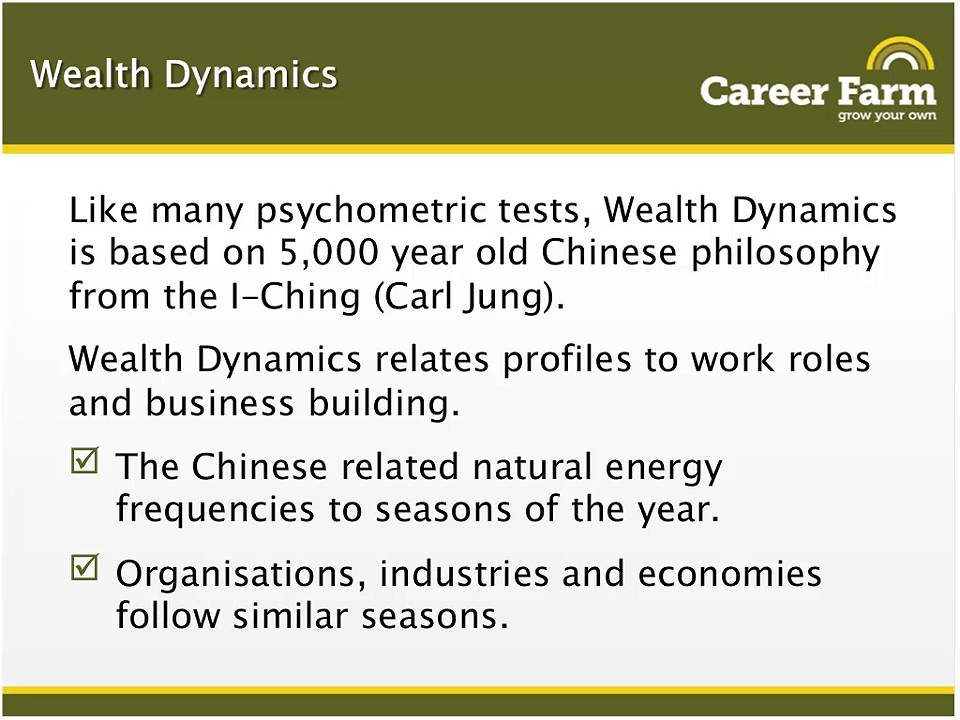 Wealth Dynamics
Career Farm
grow your own
Like many psychometric tests, Wealth Dynamics
is based on 5,000 year old Chinese philosophy
from the I-Ching (Carl Jung).
Wealth Dynamics relates profiles to work roles
and business building.
The Chinese related natural energy
frequencies to seasons of the year.
Organisations, industries and economies
follow similar seasons.